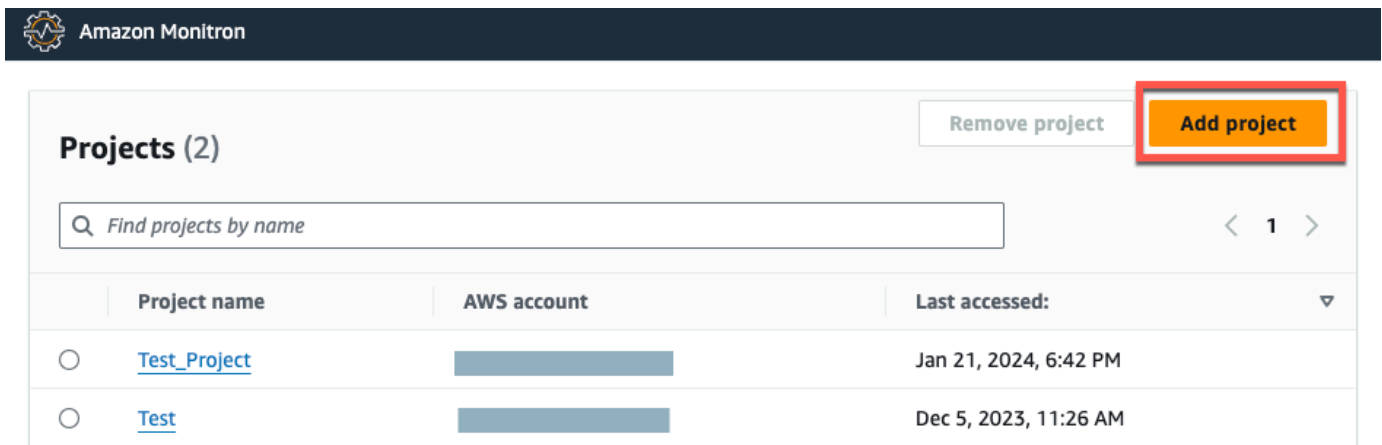 Amazon Monitron
Remove project
Add project
Projects (2)
Find projects by name
1
Project name
AWS account
Last accessed:
Test_Project
Jan 21, 2024, 6:42 PM
Test
Dec 5, 2023, 11:26 AM